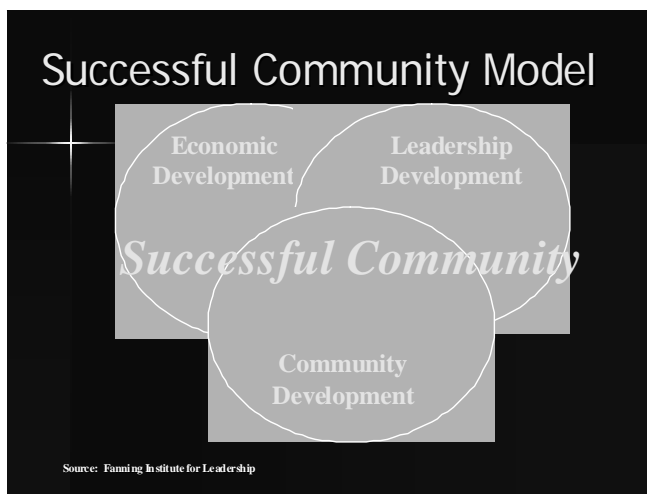 Successful Community Model
Economic
Development
Leadership
Development
Successful Community
Community
Development
Source: Fanning Institute for Leadership